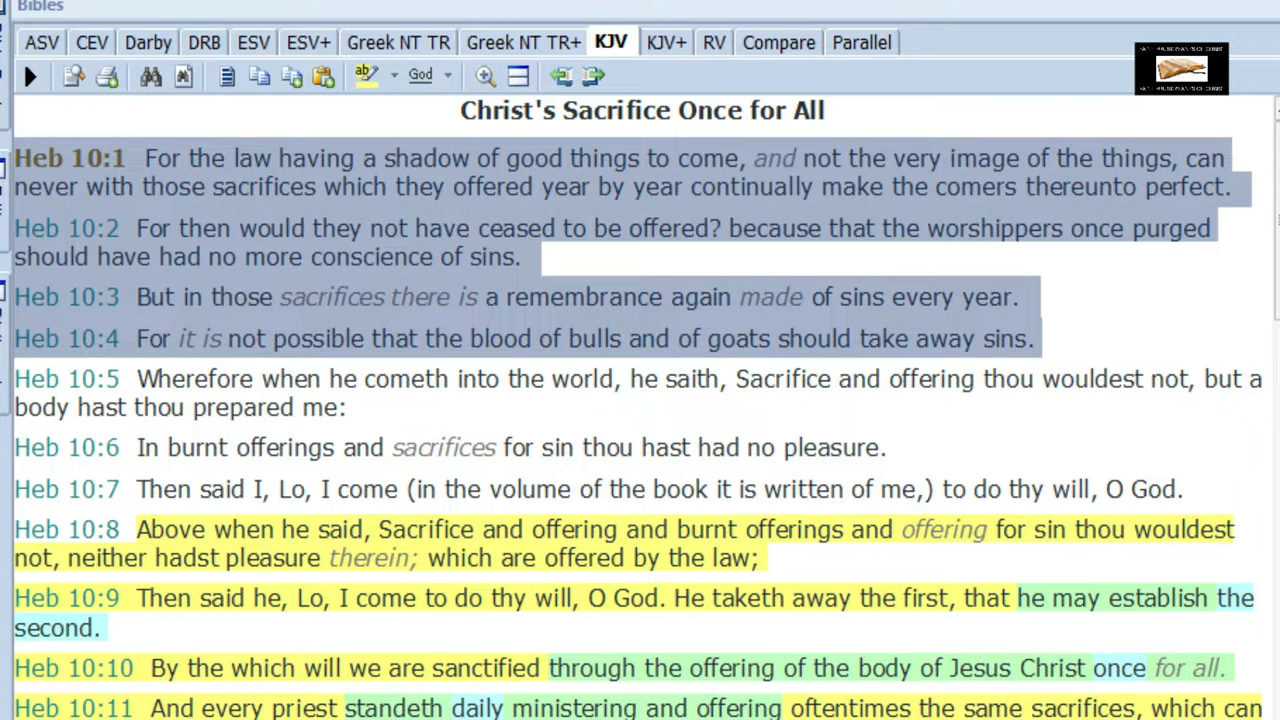 Bibles
ASV CEV Darby DRB ESV ESV+ Greek NT TR Greek NT TR+ KJV KJV+ RV Compare Parallel
ab God
Christ's Sacrifice Once for All
Heb 10:1 For the law having a shadow of good things to come, and not the very image of the things, can
never with those sacrifices which they offered year by year continually make the comers thereunto perfect.
Heb 10:2 For then would they not have ceased to be offered? because that the worshippers once purged
should have had no more conscience of sins.
Heb 10:3 But in those sacrifices there is a remembrance again made of sins every year.
Heb 10:4 For it is not possible that the blood of bulls and of goats should take away sins.
Heb 10:5 Wherefore when he cometh into the world, he saith, Sacrifice and offering thou wouldest not, but a
body hast thou prepared me:
Heb 10:6 In burnt offerings and sacrifices for sin thou hast had no pleasure.
Heb 10:7 Then said I, Lo, I come (in the volume of the book it is written of me,) to do thy will, O God.
Heb 10:8 Above when he said, Sacrifice and offering and burnt offerings and offering for sin thou wouldest
not, neither hadst pleasure therein; which are offered by the law;
Heb 10:9 Then said he, Lo, I come to do thy will, O God. He taketh away the first, that he may establish the
second.
Heb 10:10 By the which will we are sanctified through the offering of the body of Jesus Christ once for all.
Heb 10:11 And every priest standeth daily ministering and offering oftentimes the same sacrifices, which can